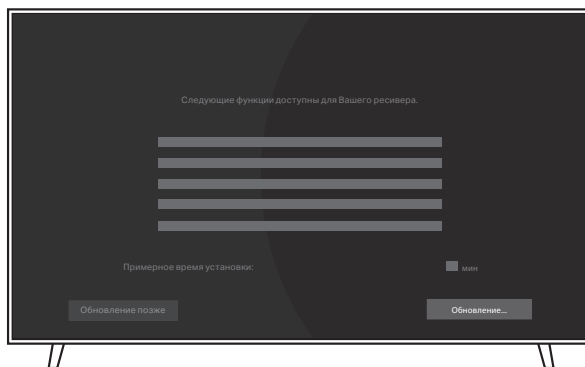 Следующие функции доступны для Вашего ресивера.
Примерное время установки:
мин
Обновление позже
Обновление...